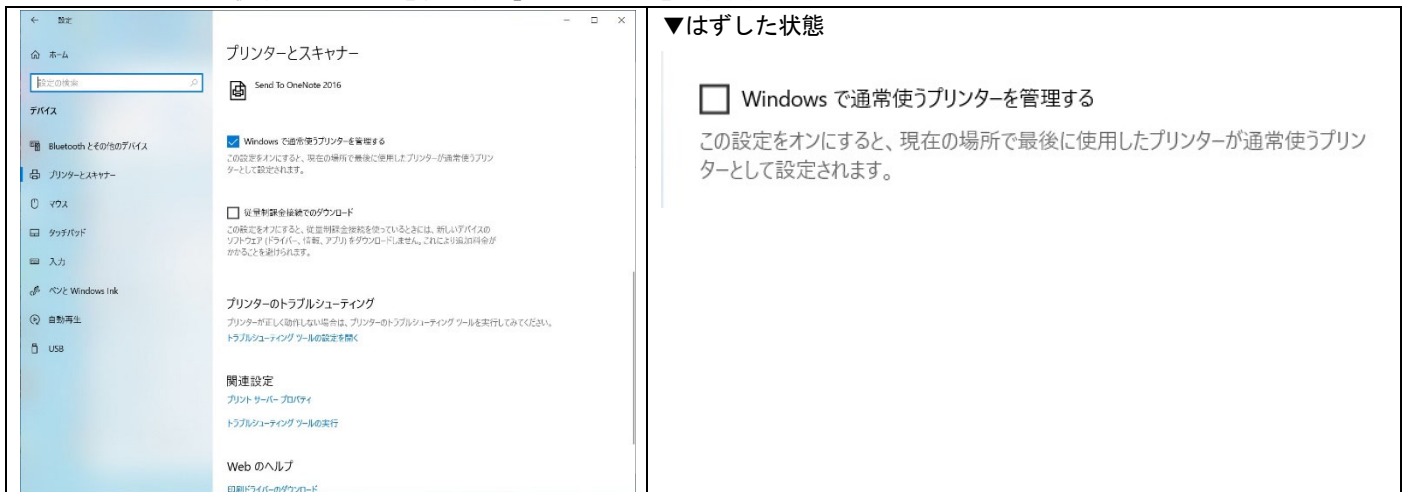 設定
ホーム
設定の検索
デバイス
Bluetooth とその他のデバイス
プリンターとスキャナー
マウス
タッチパッド
入力
ペンと Windows Ink
自動再生
USB
プリンターとスキャナー
Send To OneNote 2016
Windows で通常使うプリンターを管理する
この設定をオンにすると、現在の場所で最後に使用したプリンターが通常使うプリン
ターとして設定されます。
従量制課金接続でのダウンロード
この設定をオフにすると、従量制課金接続を使っているときには、新しいデバイスの
ソフトウェア (ドライバー、情報、アプリ) をダウンロードしません。これにより追加料金が
かかることを避けられます。
プリンターのトラブルシューティング
プリンターが正しく動作しない場合は、プリンターのトラブルシューティング ツールを実行してみてください。
トラブルシューティング ツールの設定を開く
関連設定
プリント サーバー プロパティ
トラブルシューティング ツールの実行
Web のヘルプ
印刷ドライバーのダウンロード
▼はずした状態
Windows で通常使うプリンターを管理する
この設定をオンにすると、現在の場所で最後に使用したプリンターが通常使うプリン
ターとして設定されます。